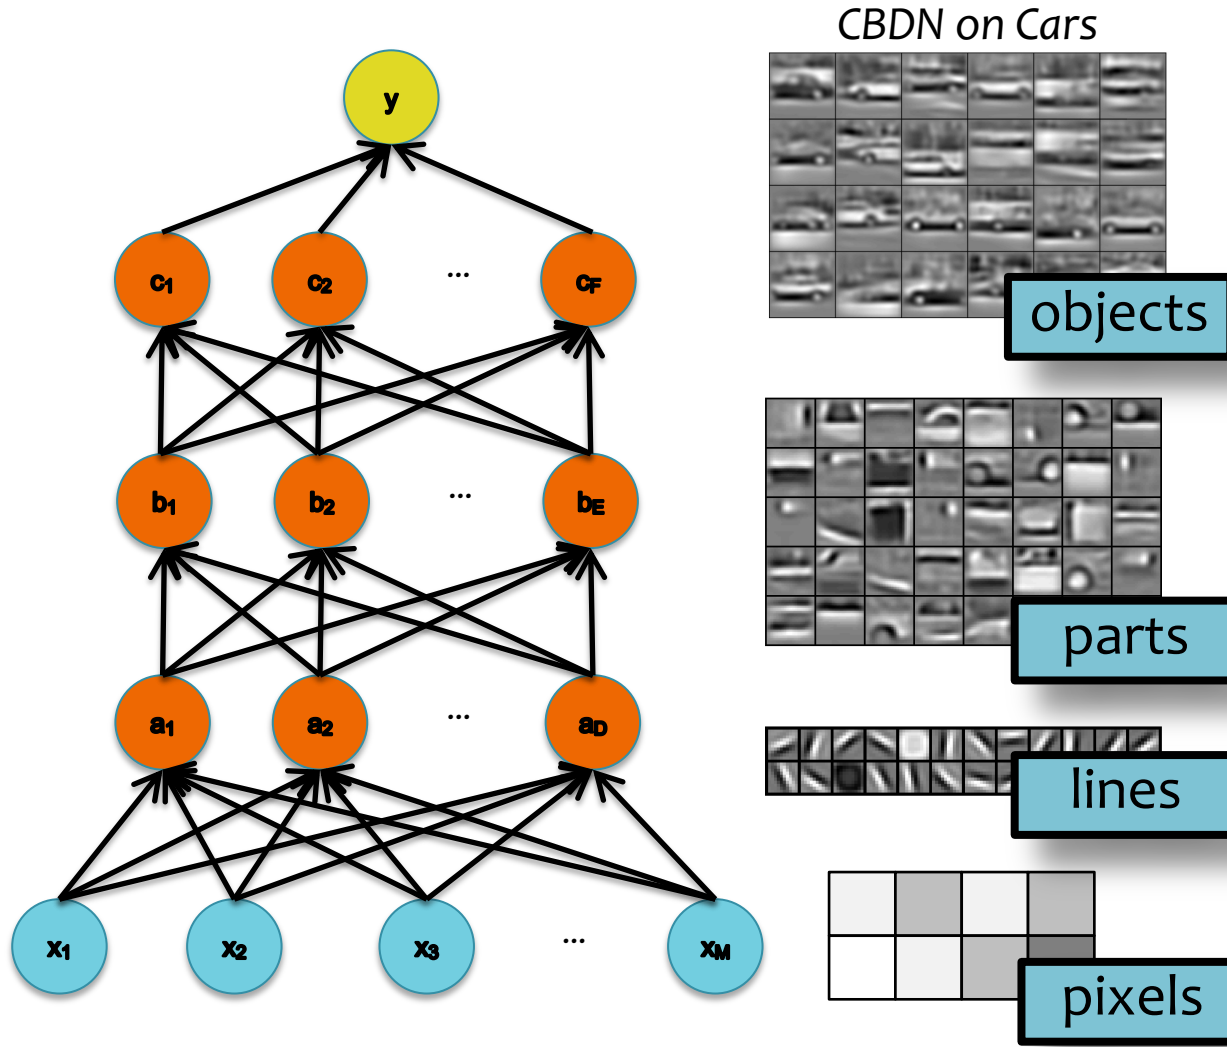 CBDN on Cars
y
c1 c2 ... cF
objects
b1 b2 ... bE
parts
a1 a2 ... aD
lines
x1 x2 x3 ... xM
pixels